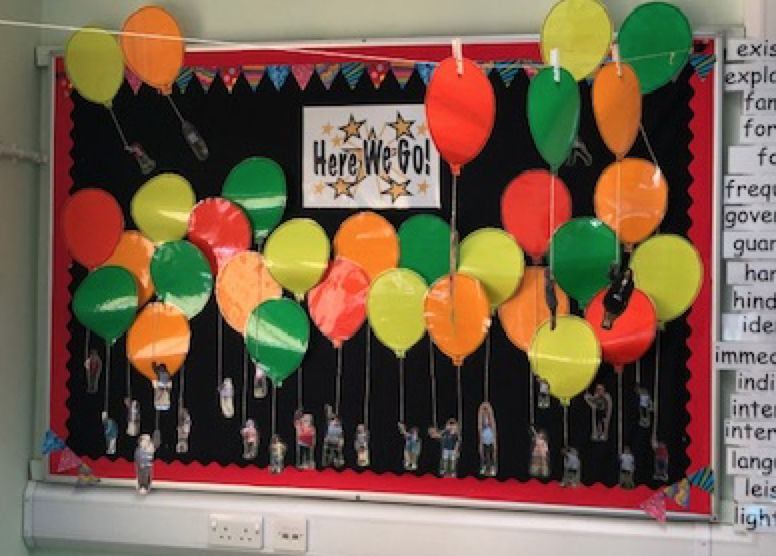 Here We Go!
exis
explo
fam
for
fo
frequ
gover
guar
har
hind
ide
immed
indi
inte
inter
langu
leis
light